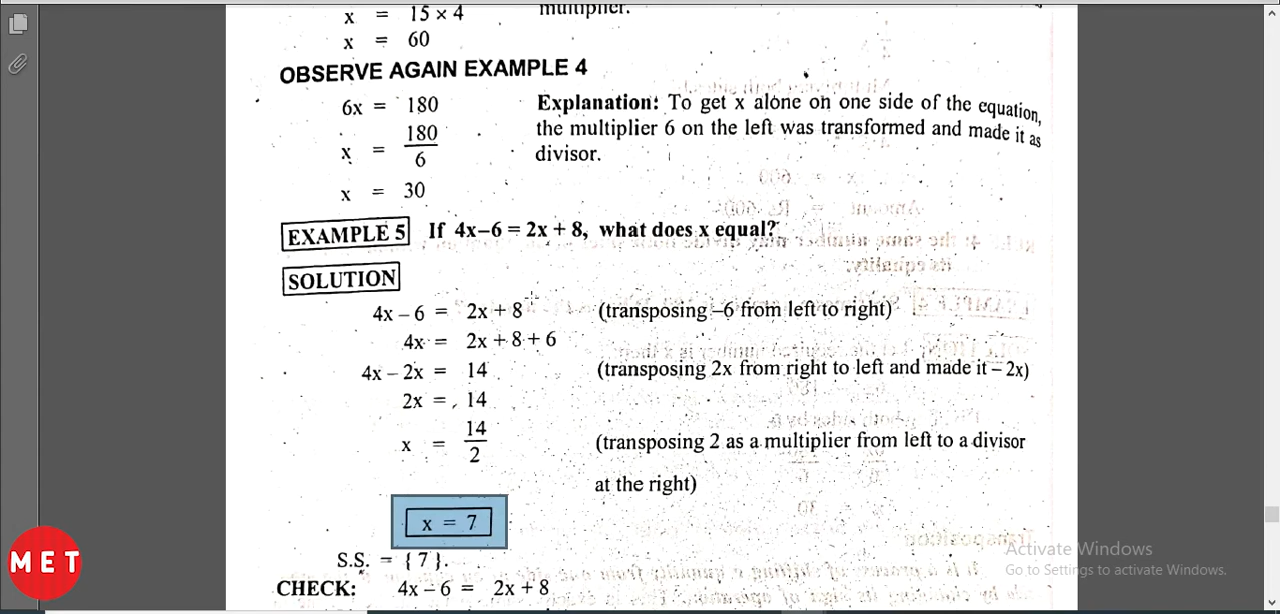 x = 15 × 4 multiplier.
x = 60
OBSERVE AGAIN EXAMPLE 4
6x = 180 Explanation: To get x alone on one side of the equation,
the multiplier 6 on the left was transformed and made it as
x = 180/6 divisor.
x = 30
EXAMPLE 5 If 4x–6 = 2x + 8, what does x equal?
SOLUTION
4x – 6 = 2x + 8 (transposing –6 from left to right)
4x = 2x + 8 + 6
4x – 2x = 14 (transposing 2x from right to left and made it – 2x)
2x = 14
x = 14/2 (transposing 2 as a multiplier from left to a divisor
at the right)
x = 7
S.S. = {7}.
CHECK: 4x – 6 = 2x + 8
MET
Activate Windows
Go to Settings to activate Windows.